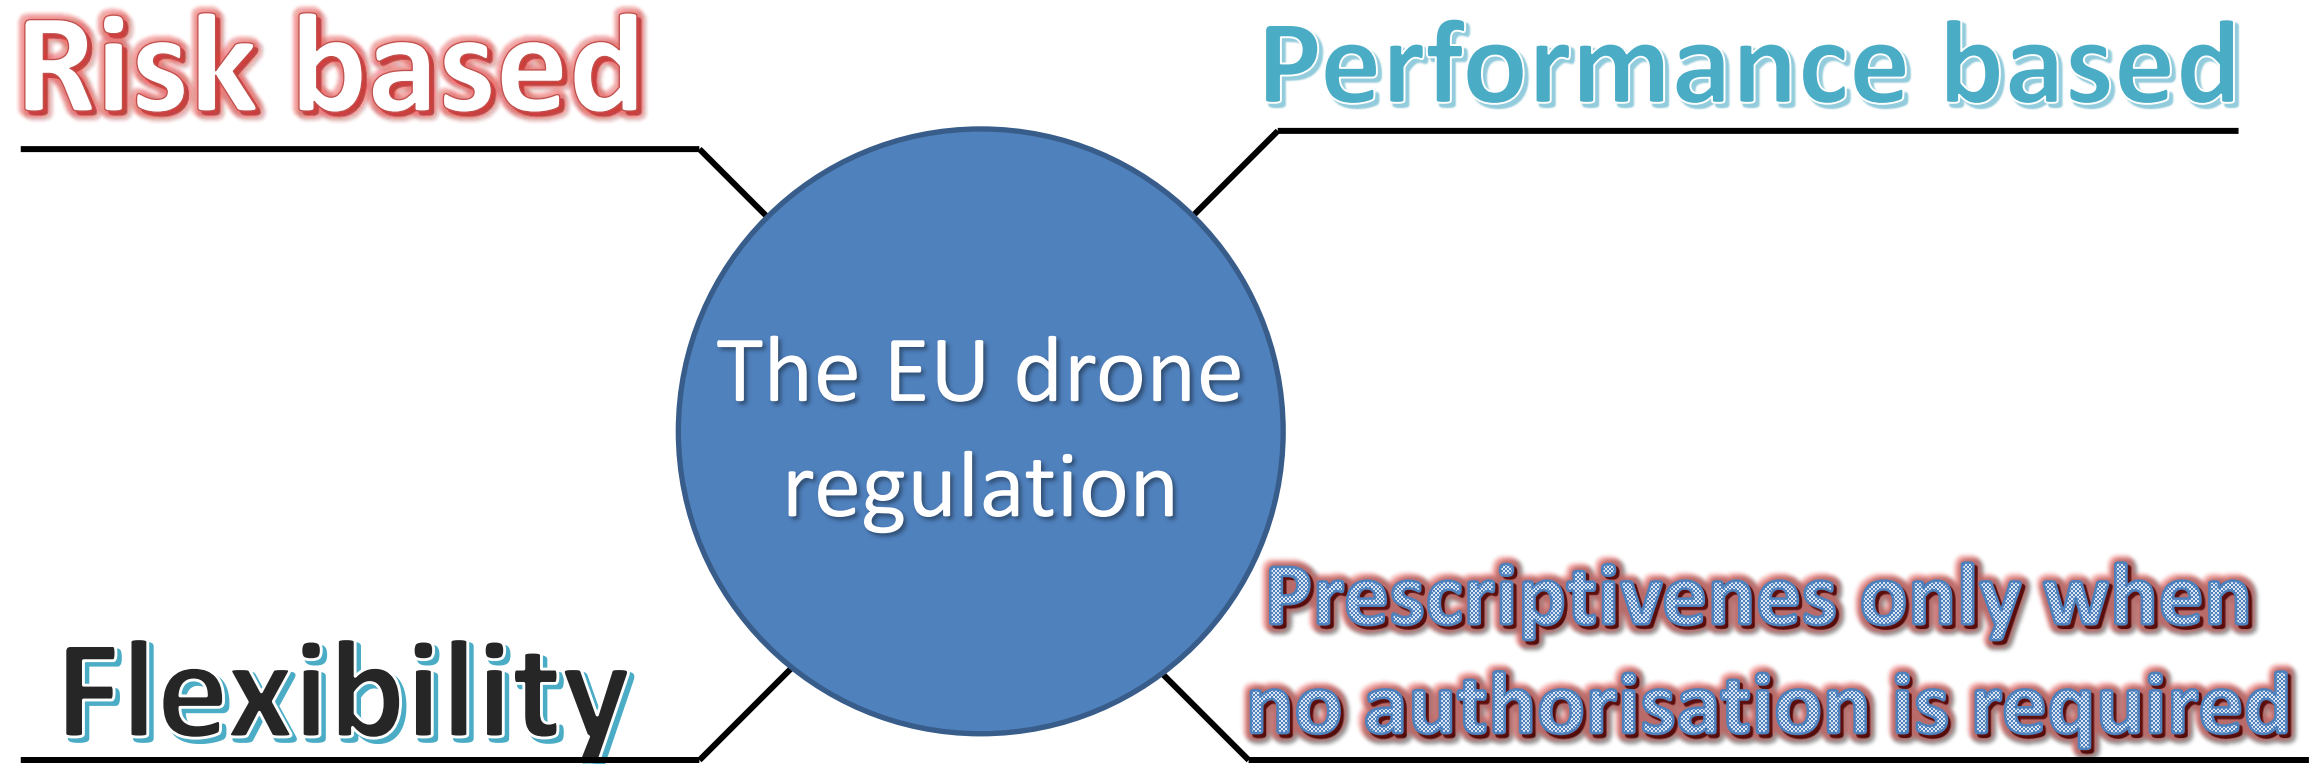 Risk based
Performance based
The EU drone
regulation
Flexibility
Prescriptivenes only when
no authorisation is required